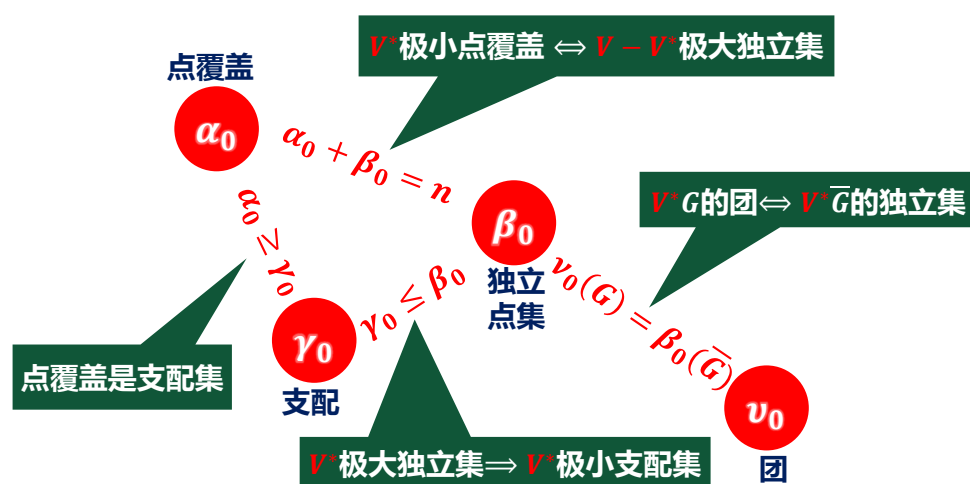 V*极小点覆盖 ⇔ V − V*极大独立集
点覆盖
α₀
α₀ + β₀ = n
V*G的团⇔ V*G̅的独立集
β₀
独立
点集
α₀ ≥ γ₀
γ₀ ≤ β₀
ν₀(G) = β₀(G̅)
点覆盖是支配集
γ₀
支配
υ₀
团
V*极大独立集⟹ V*极小支配集